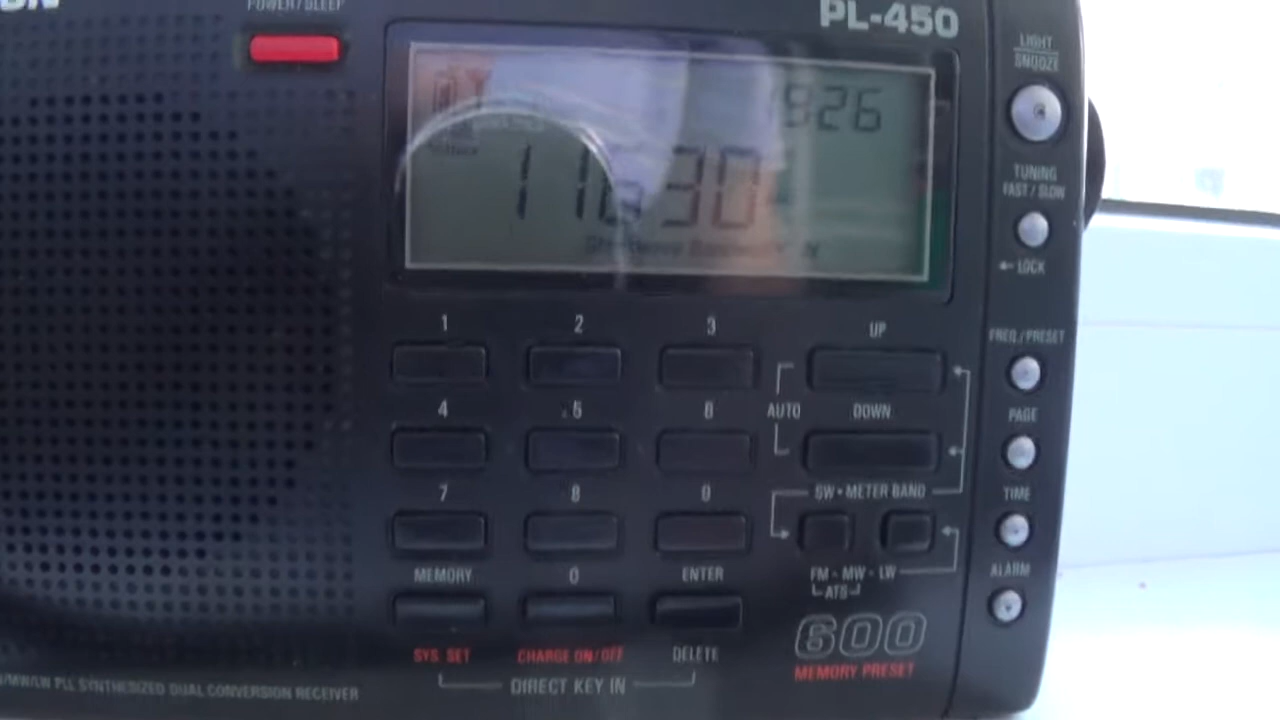 POWER/SLEEP
PL-450
LIGHT
SNOOZE
TUNING
FAST / SLOW
LOCK
1 2 3 UP
FREQ./PRESET
4 5 6 AUTO DOWN
PAGE
7 8 9 SW • METER BAND
TIME
MEMORY 0 ENTER FM • MW • LW
ATS
ALARM
600
SYS. SET CHARGE ON/OFF DELETE MEMORY PRESET
DIRECT KEY IN
/MW/LW PLL SYNTHESIZED DUAL CONVERSION RECEIVER